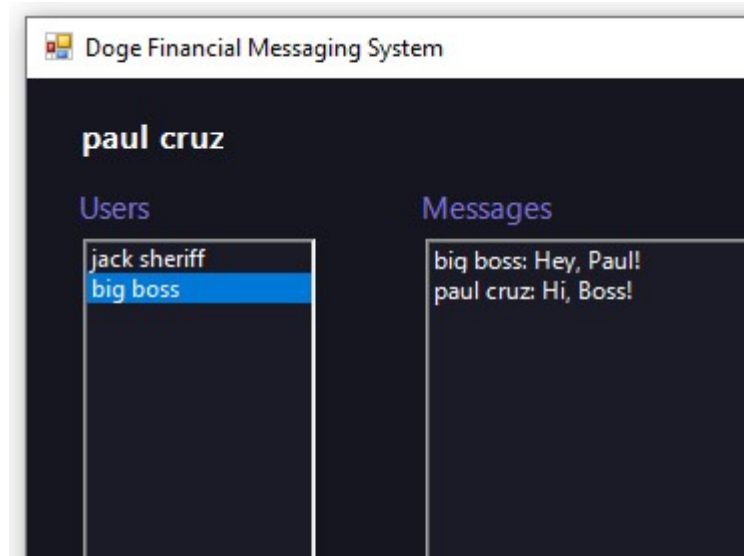 Doge Financial Messaging System
paul cruz
Users
Messages
jack sheriff
big boss
big boss: Hey, Paul!
paul cruz: Hi, Boss!